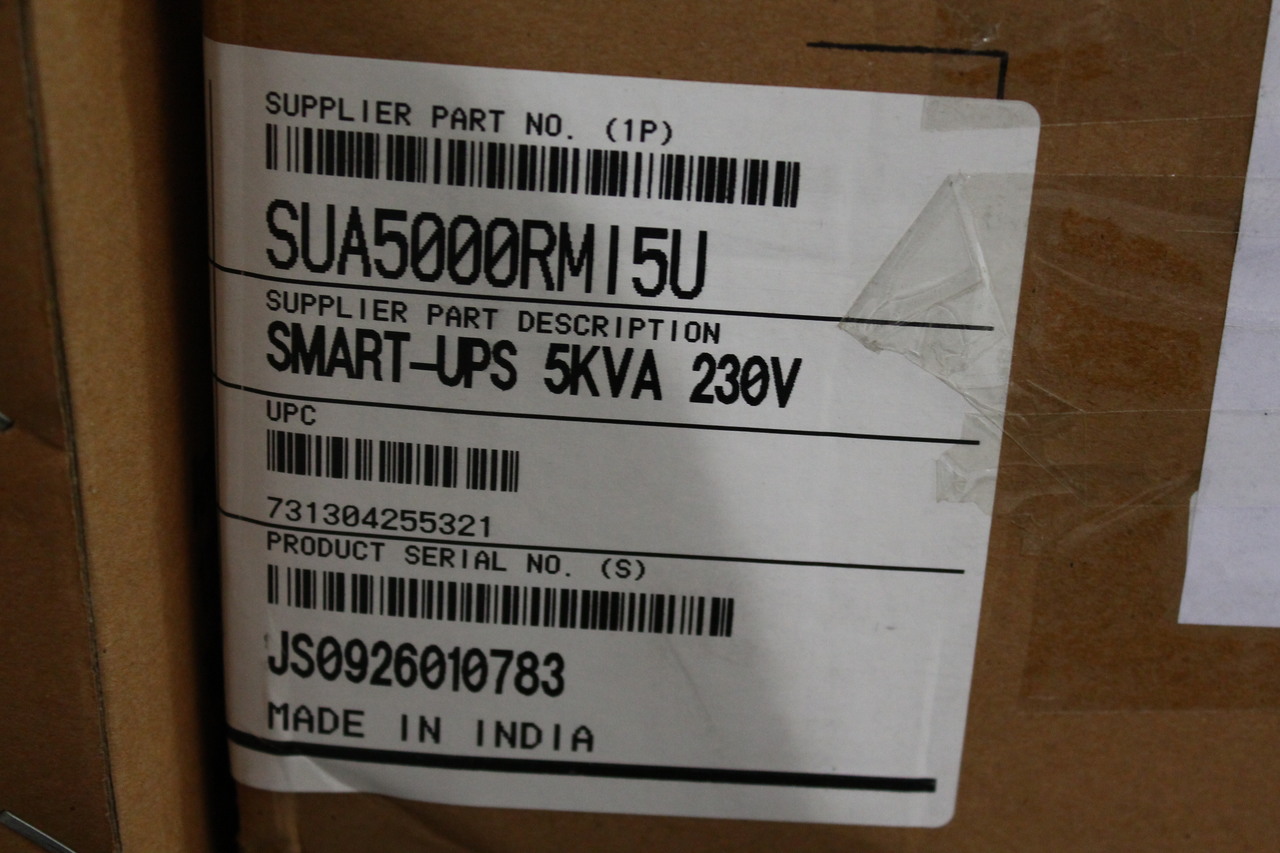 SUPPLIER PART NO. (1P)
SUA5000RMI5U
SUPPLIER PART DESCRIPTION
SMART-UPS 5KVA 230V
UPC
731304255321
PRODUCT SERIAL NO. (S)
JS0926010783
MADE IN INDIA